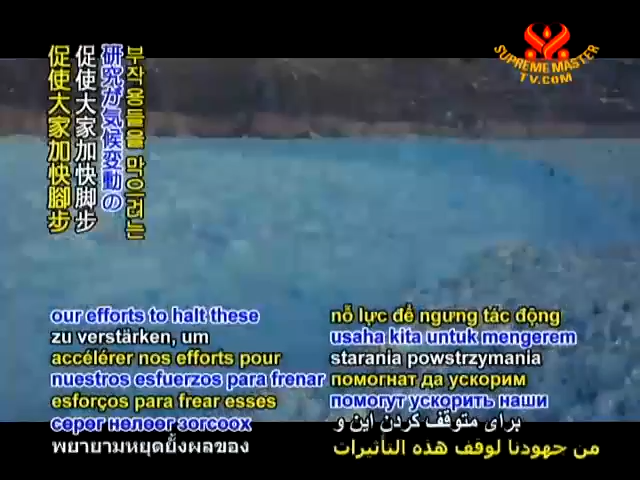 SUPREME MASTER
TV.COM
부작용들을 막으려는
研究が気候変動の
促使大家加快脚步
促使大家加快腳步
our efforts to halt these
zu verstärken, um
accélérer nos efforts pour
nuestros esfuerzos para frenar
esforços para frear esses
сөрөг нөлөөг зогсоох
พยายามหยุดยั้งผลของ
nỗ lực để ngưng tác động
usaha kita untuk mengerem
starania powstrzymania
помогнат да ускорим
помогут ускорить наши
برای متوقف کردن این و
من جهودنا لوقف هذه التأثيرات